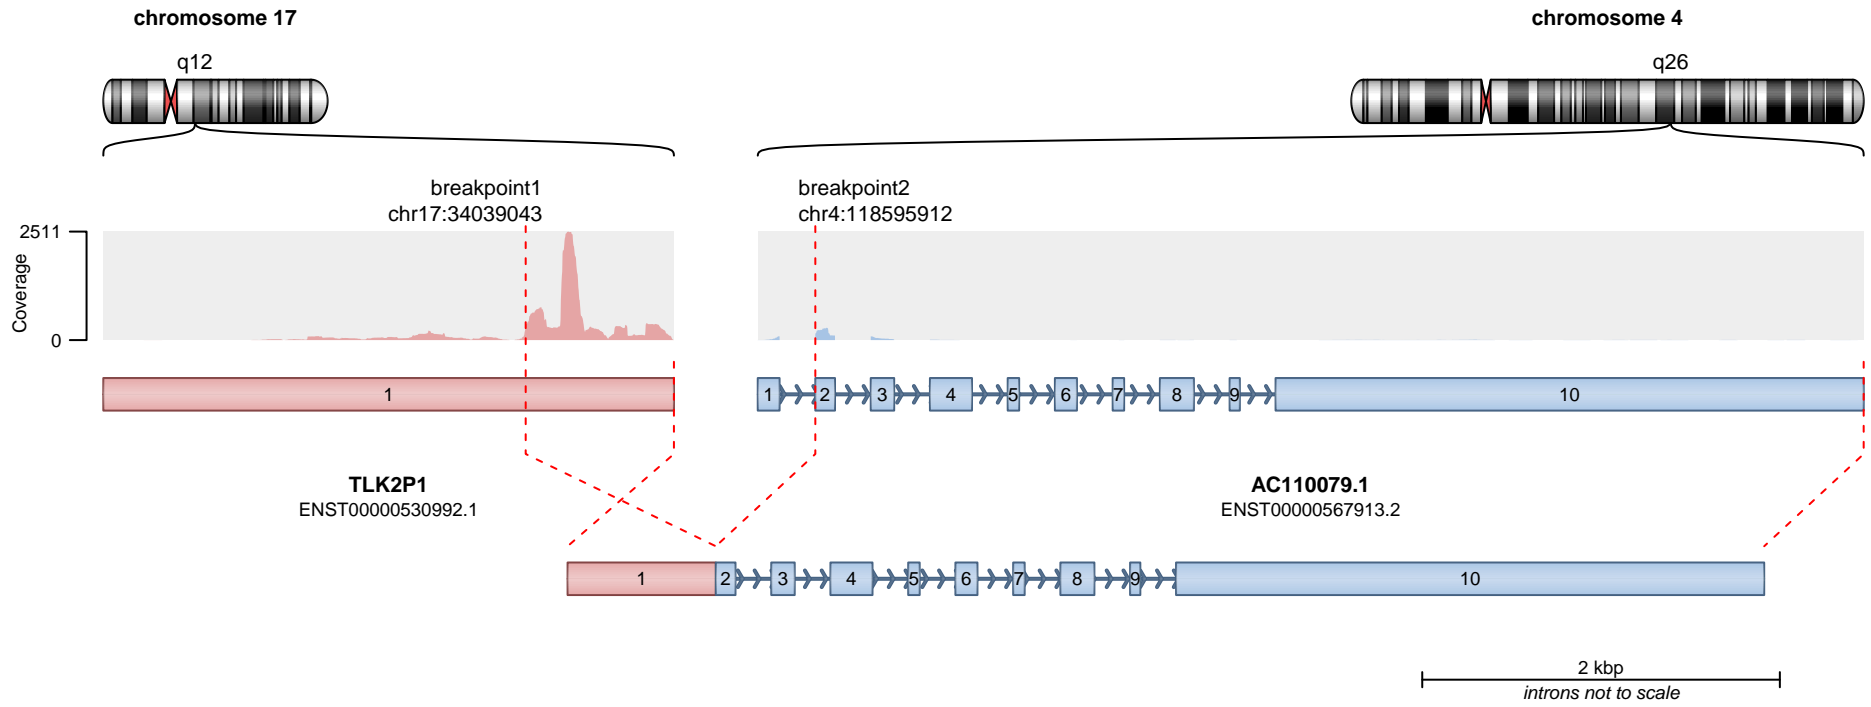 chromosome 17
chromosome 4
q12
q26
breakpoint1
chr17:34039043
breakpoint2
chr4:118595912
2511
0
Coverage
1
1 2 3 4 5 6 7 8 9 10
TLK2P1
ENST00000530992.1
AC110079.1
ENST00000567913.2
1 2 3 4 5 6 7 8 9 10
2 kbp
introns not to scale